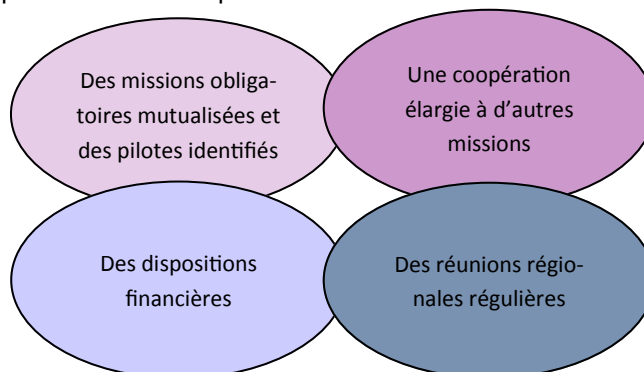 Des missions obliga-
toires mutualisées et
des pilotes identifiés
Une coopération
élargie à d’autres
missions
Des dispositions
financières
Des réunions régio-
nales régulières